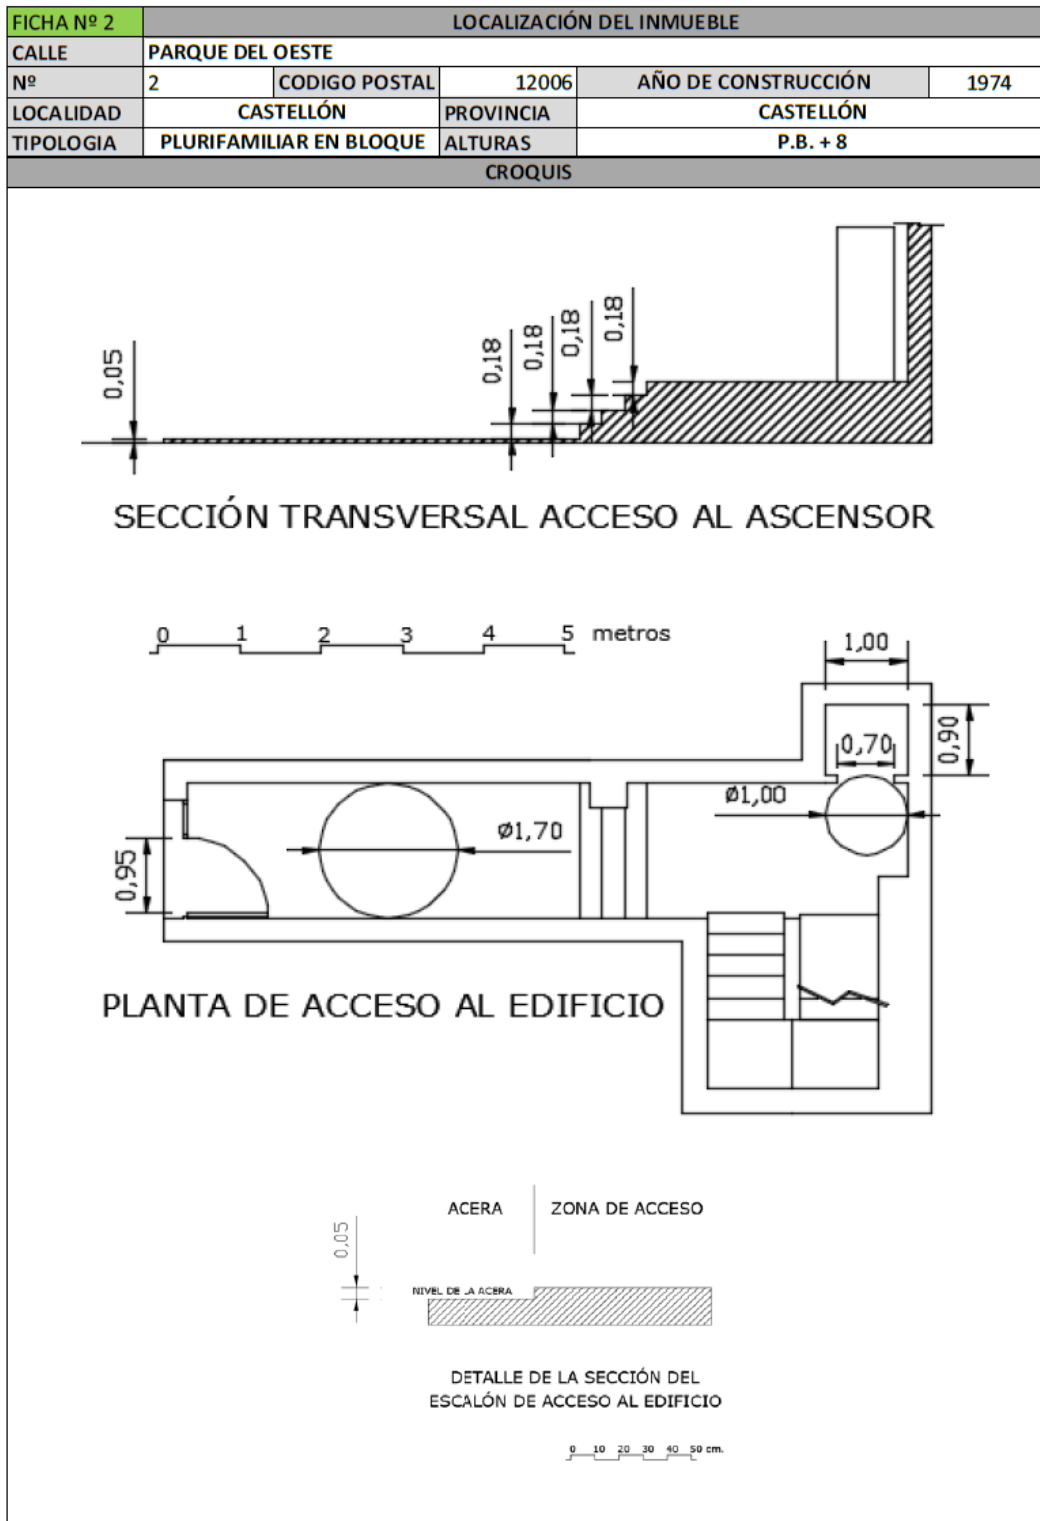 FICHA Nº 2 LOCALIZACIÓN DEL INMUEBLE
CALLE PARQUE DEL OESTE
Nº 2 CODIGO POSTAL 12006 AÑO DE CONSTRUCCIÓN 1974
LOCALIDAD CASTELLÓN PROVINCIA CASTELLÓN
TIPOLOGIA PLURIFAMILIAR EN BLOQUE ALTURAS P.B. + 8
CROQUIS
0,05 0,18 0,18 0,18 0,18
SECCIÓN TRANSVERSAL ACCESO AL ASCENSOR
0 1 2 3 4 5 metros
1,00
0,70 0,90
ø1,00
ø1,70
0,95
PLANTA DE ACCESO AL EDIFICIO
ACERA ZONA DE ACCESO
0,05
NIVEL DE LA ACERA
DETALLE DE LA SECCIÓN DEL
ESCALÓN DE ACCESO AL EDIFICIO
0 10 20 30 40 50 cm.